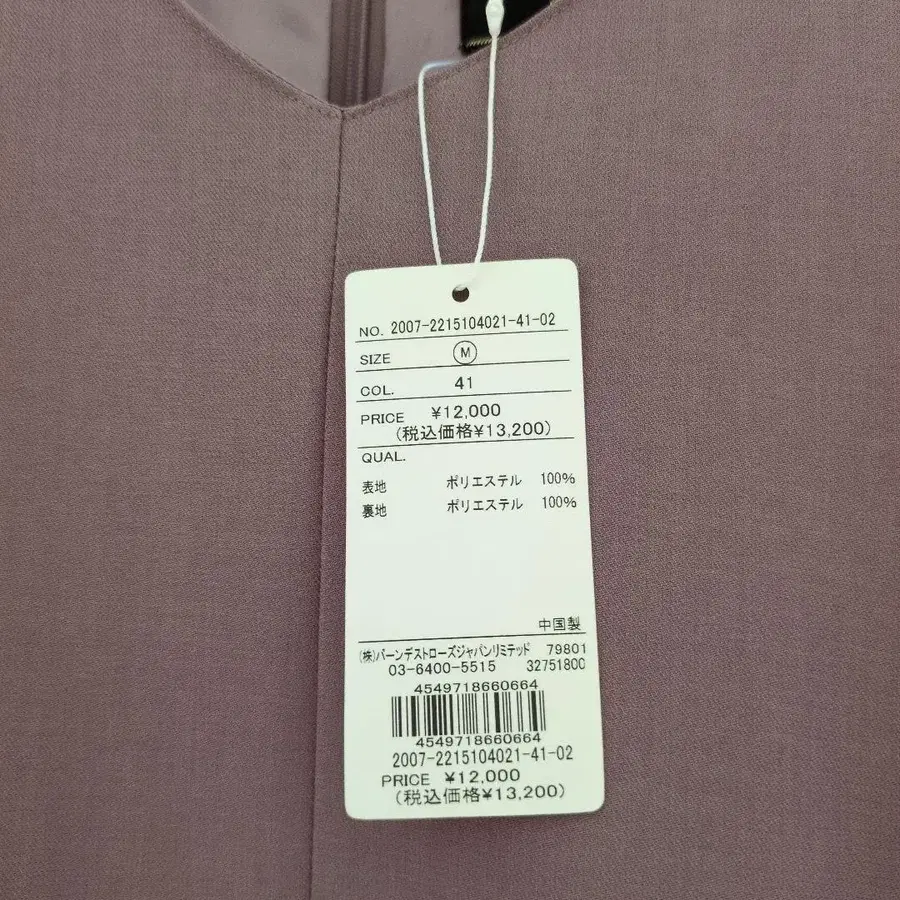 NO. 2007-2215104021-41-02
SIZE M
COL. 41
PRICE ¥12,000
(税込価格¥13,200)
QUAL.
表地 ポリエステル 100%
裏地 ポリエステル 100%
中国製
(株)バーンデストローズジャパンリミテッド 79801
03-6400-5515 32751800
4549718660664
4549718660664
2007-2215104021-41-02
PRICE ¥12,000
(税込価格¥13,200)